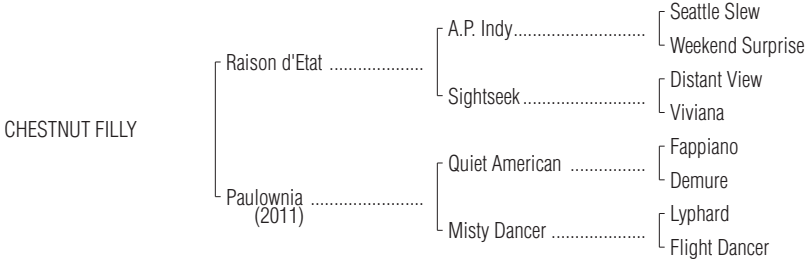 Seattle Slew
A.P. Indy..............................
Weekend Surprise
Raison d'Etat .....................
Distant View
Sightseek............................
Viviana
CHESTNUT FILLY
Fappiano
Quiet American .................
Demure
Paulownia .........................
(2011)
Lyphard
Misty Dancer .....................
Flight Dancer